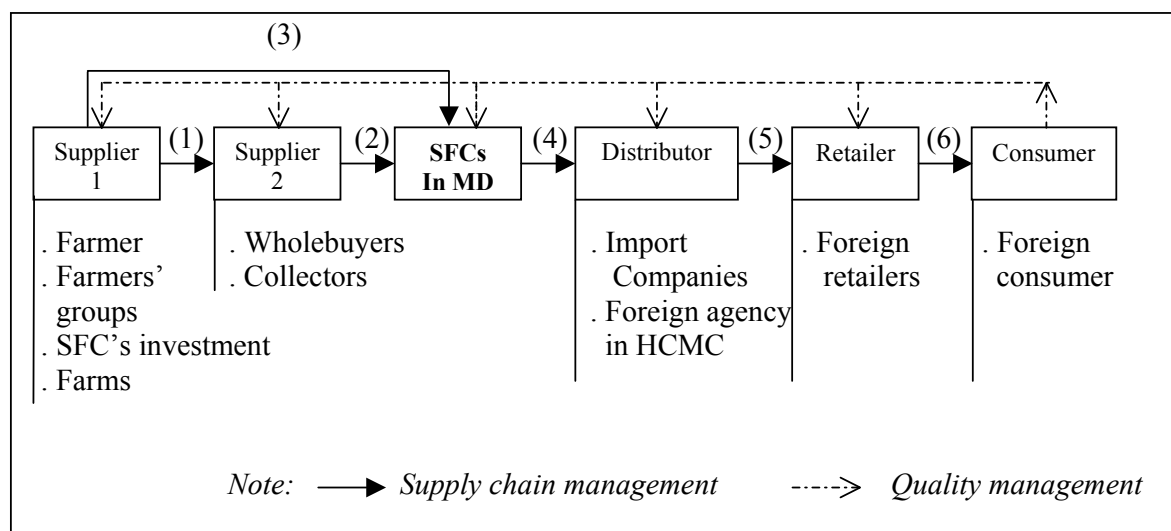 (3)
Supplier
1
(1)
Supplier
2
(2)
SFCs
In MD
(4)
Distributor
(5)
Retailer
(6)
Consumer
. Farmer
. Farmers’
groups
. SFC’s investment
. Farms
. Wholebuyers
. Collectors
. Import
Companies
. Foreign agency
in HCMC
. Foreign
retailers
. Foreign
consumer
Note: Supply chain management Quality management